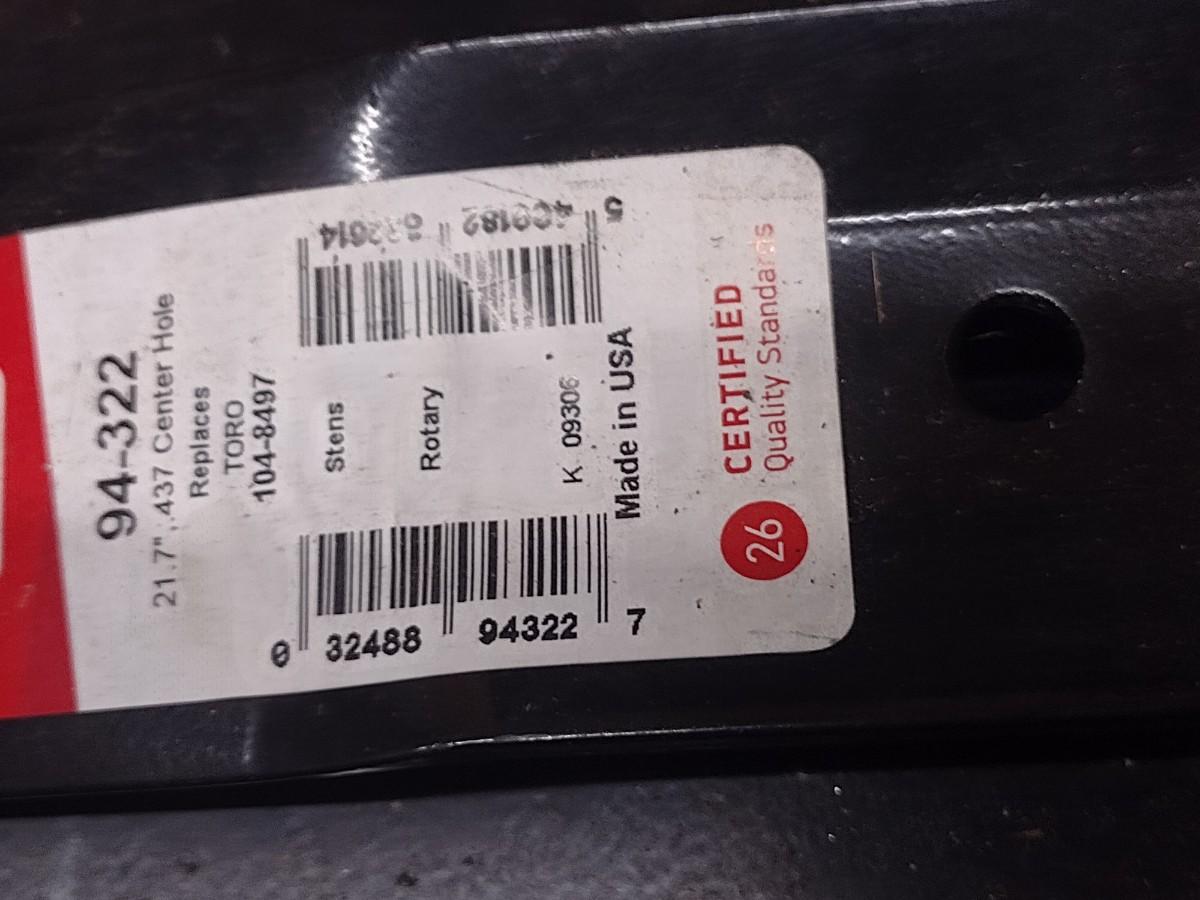 94-322
21.7", .437 Center Hole
Replaces
TORO
104-8497
Stens
Rotary
K 09306
Made in USA
0 32488 94322 7
26 CERTIFIED
Quality Standards